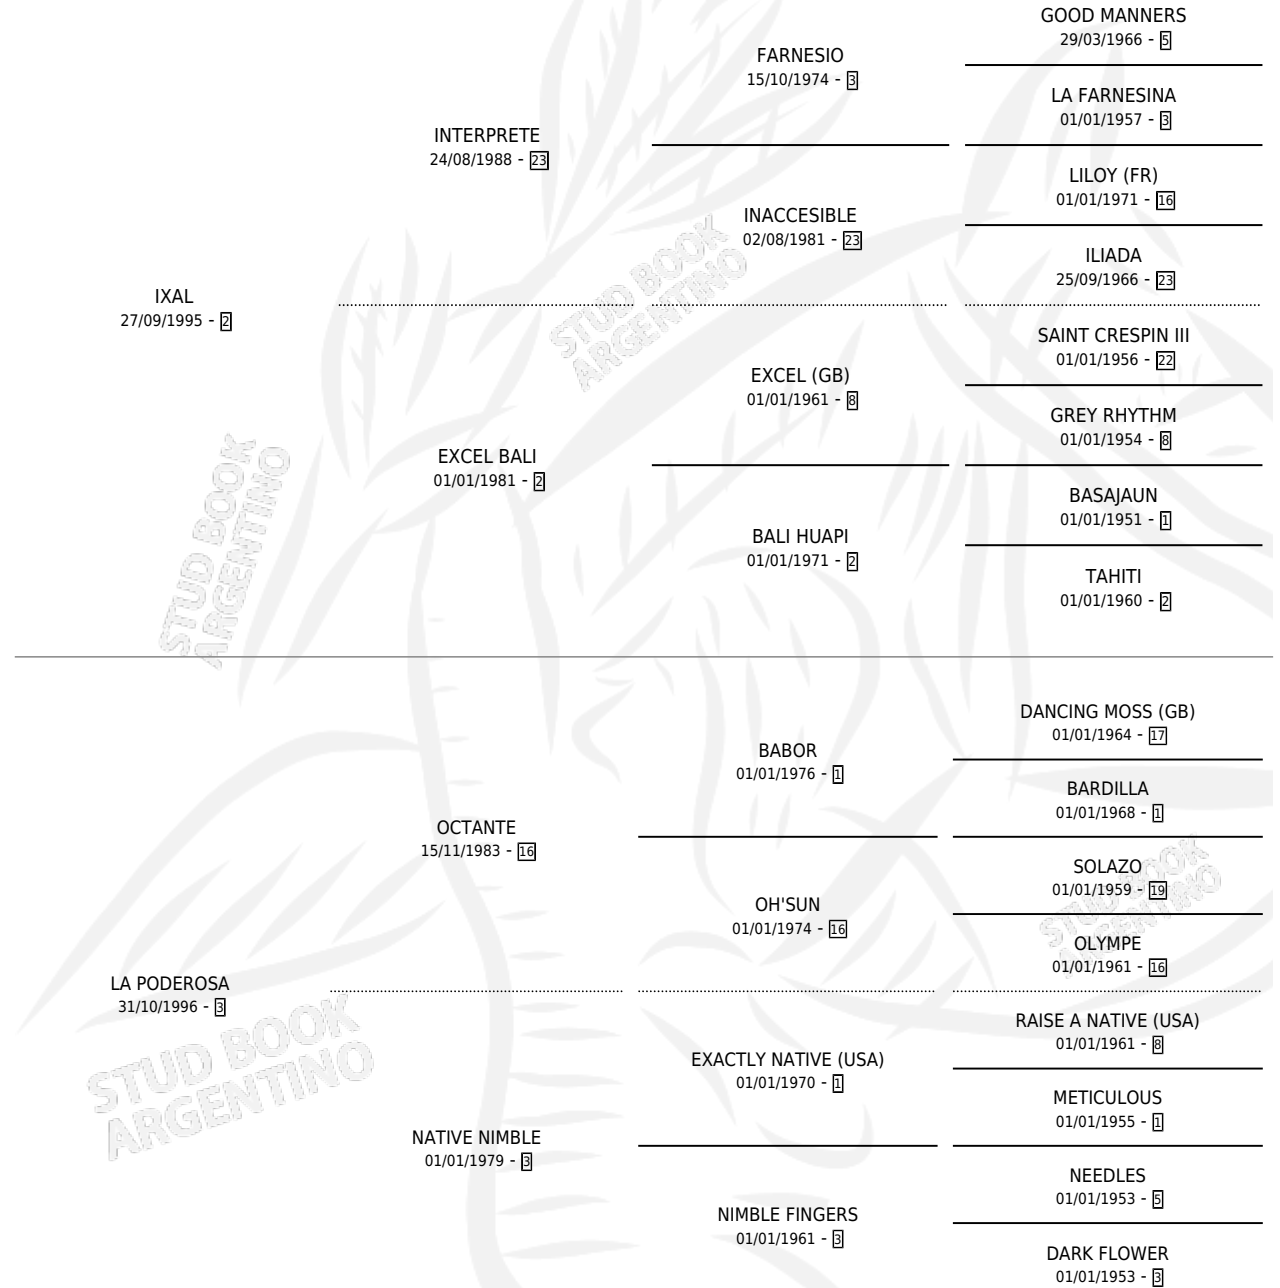 GOOD MANNERS
29/03/1966 - 5
FARNESIO
15/10/1974 - 3
LA FARNESINA
01/01/1957 - 3
INTERPRETE
24/08/1988 - 23
LILOY (FR)
01/01/1971 - 16
INACCESIBLE
02/08/1981 - 23
ILIADA
25/09/1966 - 23
IXAL
27/09/1995 - 2
SAINT CRESPIN III
01/01/1956 - 22
EXCEL (GB)
01/01/1961 - 8
GREY RHYTHM
01/01/1954 - 8
EXCEL BALI
01/01/1981 - 2
BASAJAUN
01/01/1951 - 1
BALI HUAPI
01/01/1971 - 2
TAHITI
01/01/1960 - 2
STUD BOOK
ARGENTINO
STUD BOOK
ARGENTINO
DANCING MOSS (GB)
01/01/1964 - 17
BABOR
01/01/1976 - 1
BARDILLA
01/01/1968 - 1
OCTANTE
15/11/1983 - 16
SOLAZO
01/01/1959 - 19
OH'SUN
01/01/1974 - 16
OLYMPE
01/01/1961 - 16
LA PODEROSA
31/10/1996 - 3
RAISE A NATIVE (USA)
01/01/1961 - 8
EXACTLY NATIVE (USA)
01/01/1970 - 1
METICULOUS
01/01/1955 - 1
NATIVE NIMBLE
01/01/1979 - 3
NEEDLES
01/01/1953 - 5
NIMBLE FINGERS
01/01/1961 - 3
DARK FLOWER
01/01/1953 - 3
STUD BOOK
ARGENTINO
STUD BOOK
ARGENTINO